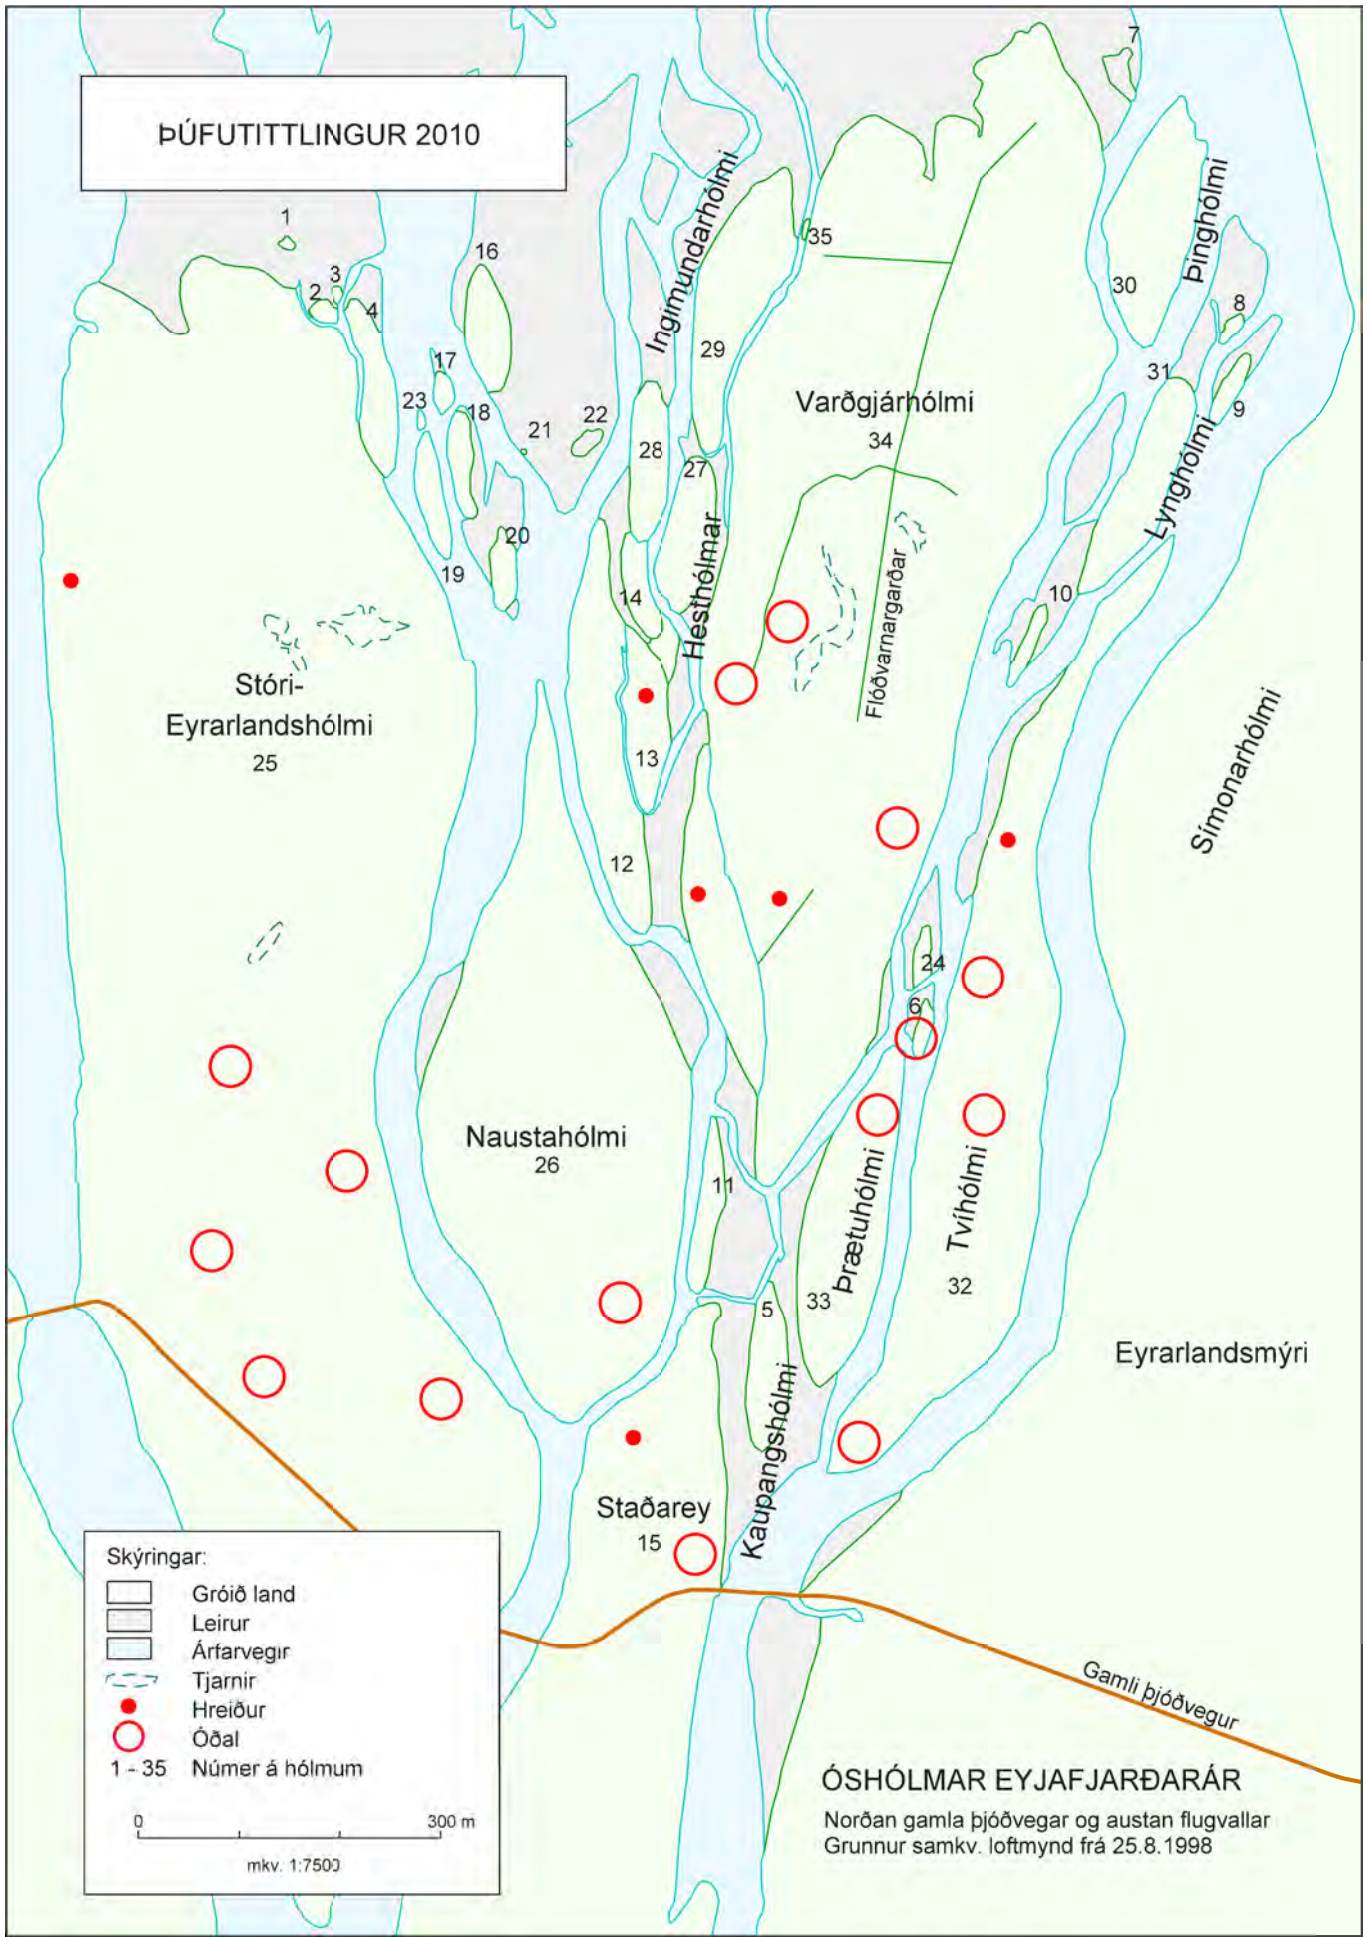 ÞÚFUTITTLINGUR 2010
7
1
35
16
3
2
4
30
Þinghólmi
8
Ingimundarhólmi
29
17
31
9
23
18
Varðgjárhólmi
34
21
22
28
27
Lynghólmi
20
19
14
Hesthólmar
10
Flóðvarnargarðar
Stóri-
Eyrarlandshólmi
25
13
Símonarhólmi
12
24
6
Naustahólmi
26
11
Þrætuhólmi
33
Tvíhólmi
32
5
Eyrarlandsmýri
Kaupangshólmi
Staðarey
15
Gamli þjóðvegur
Skýringar:
Gróið land
Leirur
Árfarvegir
Tjarnir
Hreiður
Óðal
1 - 35 Númer á hólmum
0 300 m
mkv. 1:7500
ÓSHÓLMAR EYJAFJARÐARÁR
Norðan gamla þjóðvegar og austan flugvallar
Grunnur samkv. loftmynd frá 25.8.1998